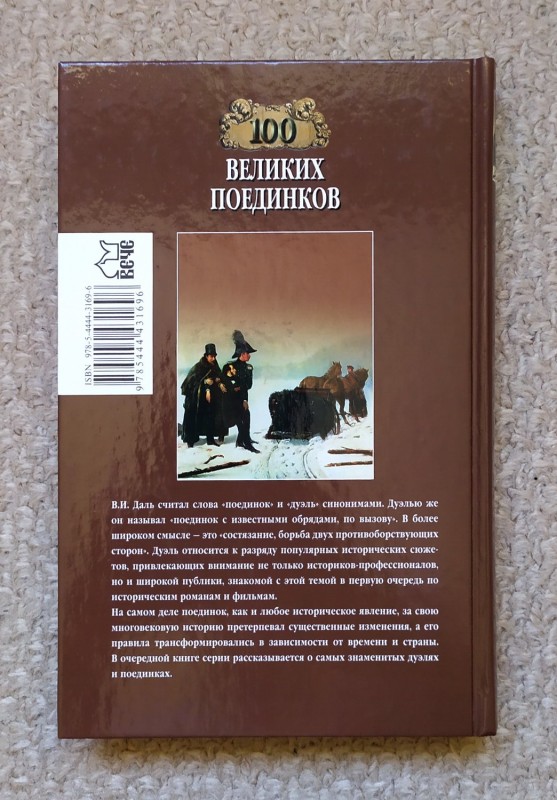 100
ВЕЛИКИХ
ПОЕДИНКОВ
ВЕЧЕ
ISBN 978-5-4444-3169-6
9 785444 431696
В.И. Даль считал слова «поединок» и «дуэль» синонимами. Дуэлью же
он называл «поединок с известными обрядами, по вызову». В более
широком смысле – это «состязание, борьба двух противоборствующих
сторон». Дуэль относится к разряду популярных исторических сюже-
тов, привлекающих внимание не только историков-профессионалов,
но и широкой публики, знакомой с этой темой в первую очередь по
историческим романам и фильмам.
На самом деле поединок, как и любое историческое явление, за свою
многовековую историю претерпевал существенные изменения, а его
правила трансформировались в зависимости от времени и страны.
В очередной книге серии рассказывается о самых знаменитых дуэлях
и поединках.